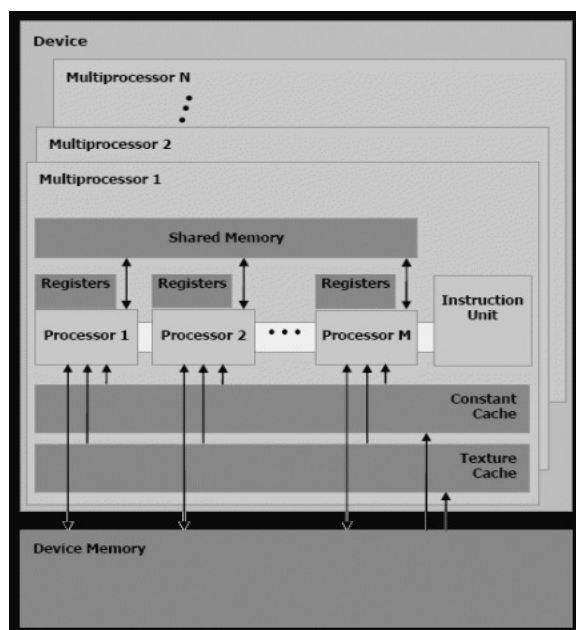 Device
Multiprocessor N
Multiprocessor 2
Multiprocessor 1
Shared Memory
Registers
Registers
Registers
Instruction
Unit
Processor 1
Processor 2
Processor M
Constant
Cache
Texture
Cache
Device Memory